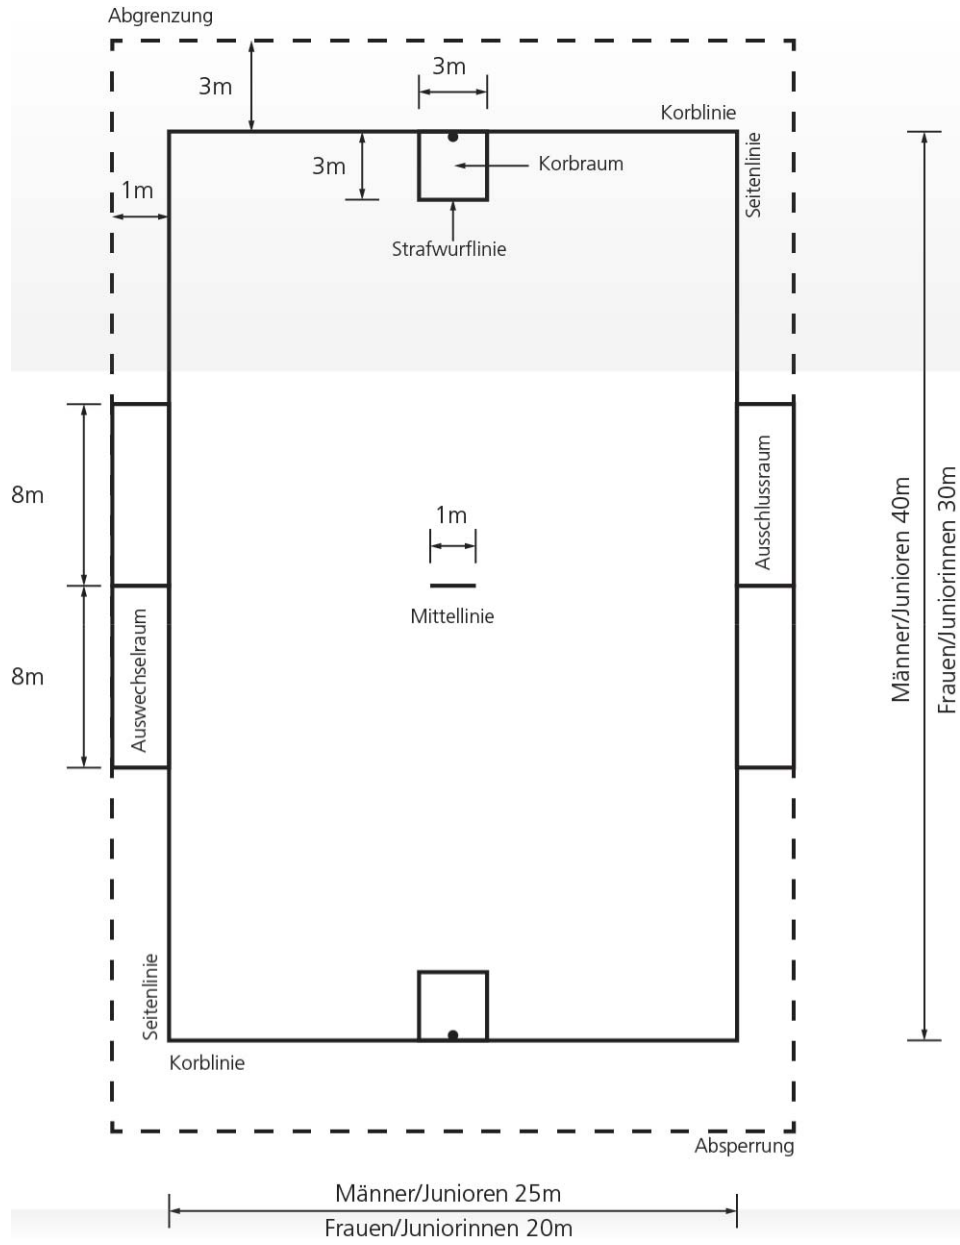 Abgrenzung
3m
3m
Korblinie
3m
Korbraum
Seitenlinie
1m
Strafwurflinie
8m
1m
Ausschlussraum
Männer/Junioren 40m
Frauen/Juniorinnen 30m
Mittellinie
8m
Auswechselraum
Seitenlinie
Korblinie
Absperrung
Männer/Junioren 25m
Frauen/Juniorinnen 20m